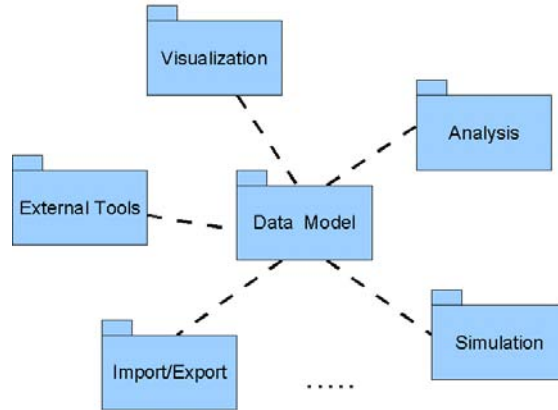 Visualization
Analysis
External Tools
Data Model
Simulation
Import/Export
.....